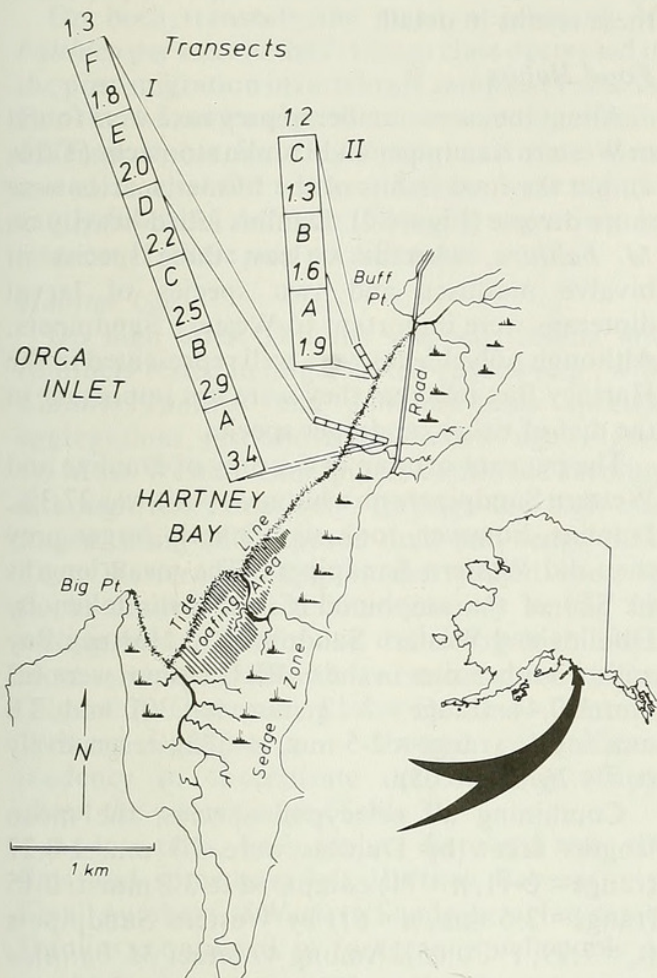 Transects
I
1.3
F
1.8
E
2.0
D
2.2
C
2.5
B
2.9
A
3.4
II
1.2
C
1.3
B
1.6
A
1.9
Buff
Pt.
ORCA
INLET
Road
HARTNEY
BAY
Big Pt.
Tide Line
Loafing Area
Sedge Zone
N
1 km